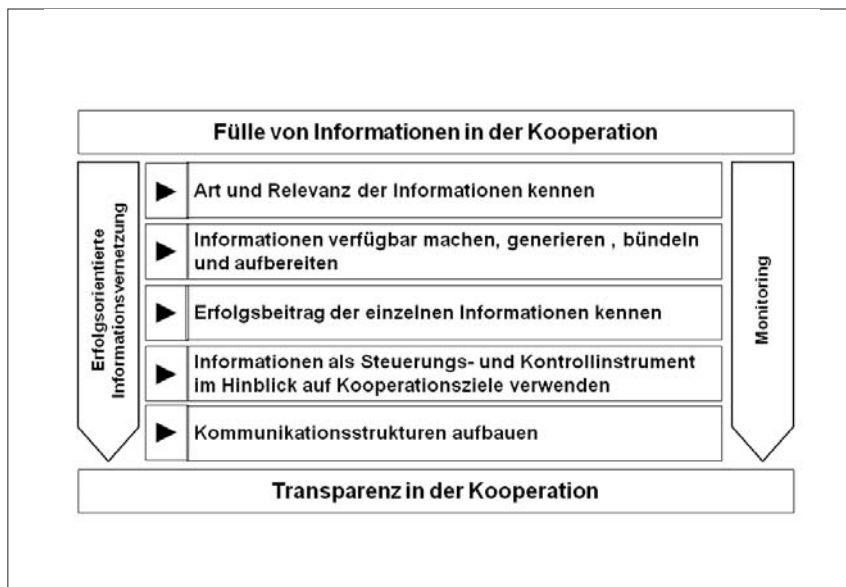 Fülle von Informationen in der Kooperation
Erfolgsorientierte
Informationsvernetzung
Art und Relevanz der Informationen kennen
Informationen verfügbar machen, generieren , bündeln
und aufbereiten
Erfolgsbeitrag der einzelnen Informationen kennen
Informationen als Steuerungs- und Kontrollinstrument
im Hinblick auf Kooperationsziele verwenden
Kommunikationsstrukturen aufbauen
Monitoring
Transparenz in der Kooperation